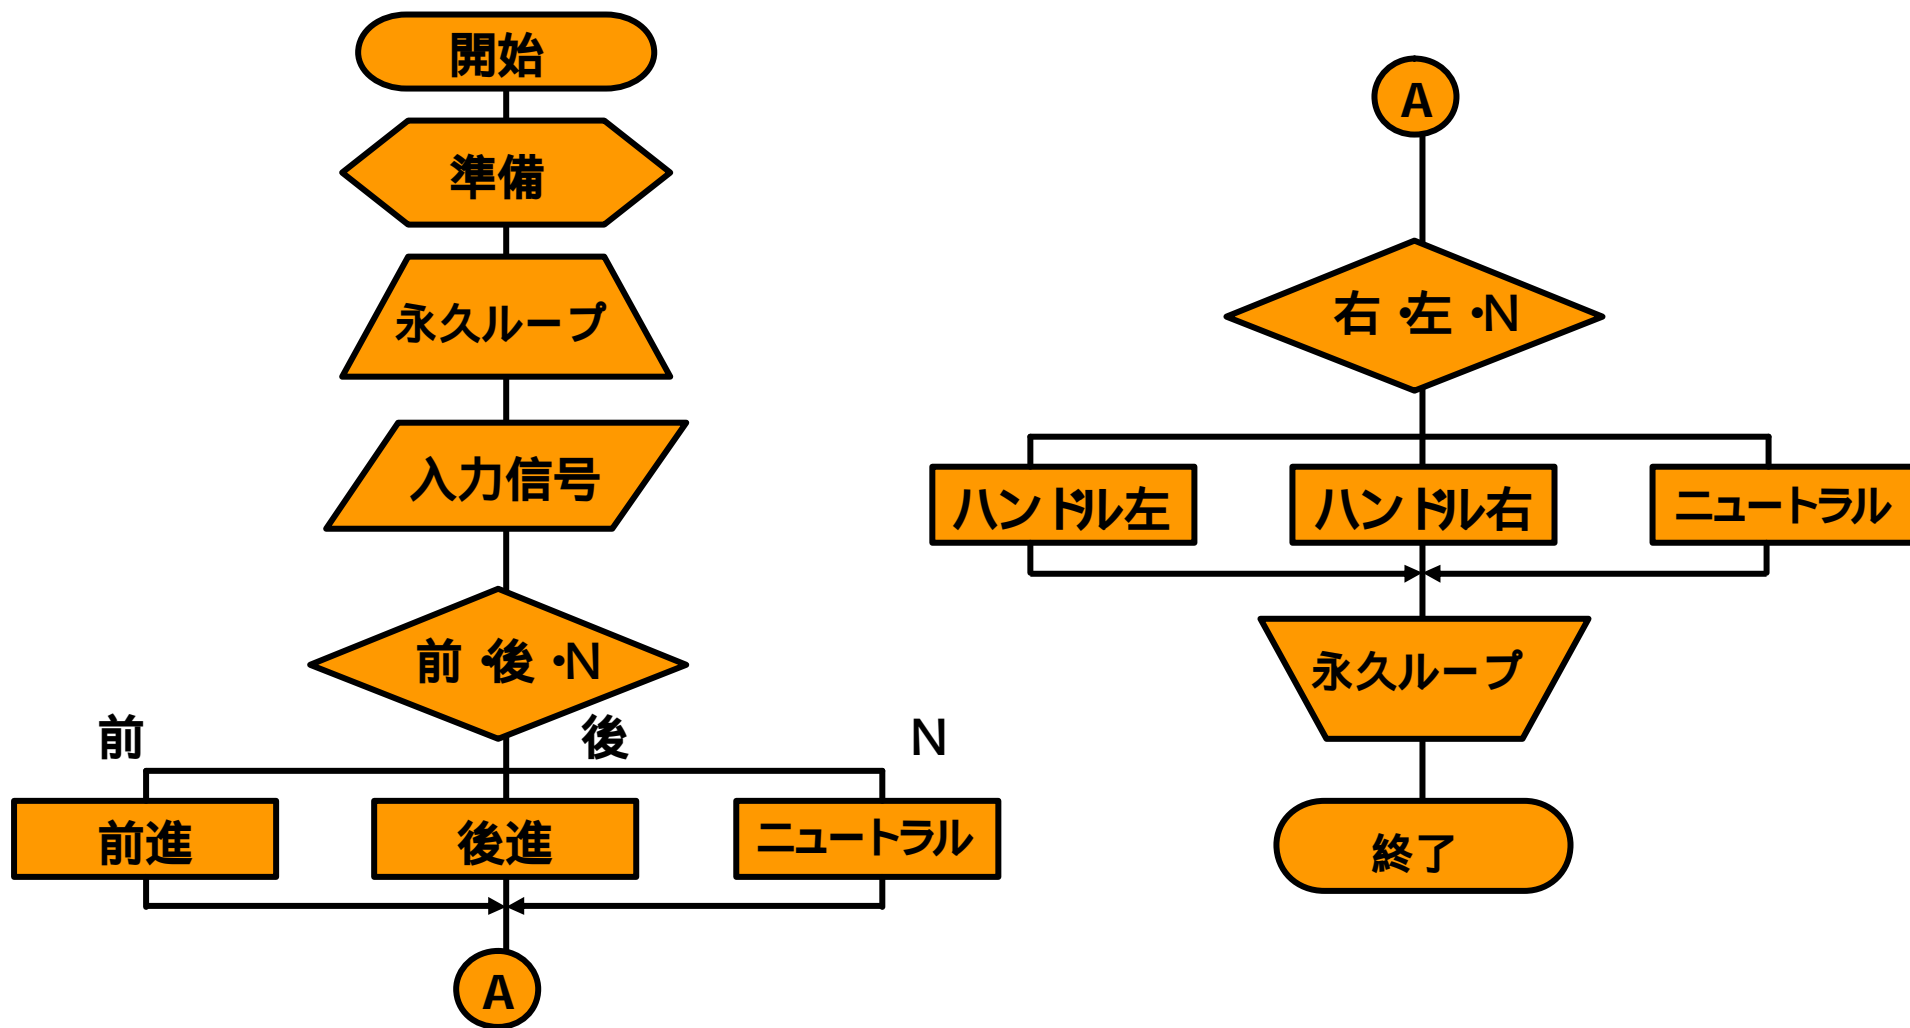 開始
準備
永久ループ
入力信号
前・後・N
前
後
N
前進
後進
ニュートラル
A
A
右・左・N
ハンドル左
ハンドル右
ニュートラル
永久ループ
終了